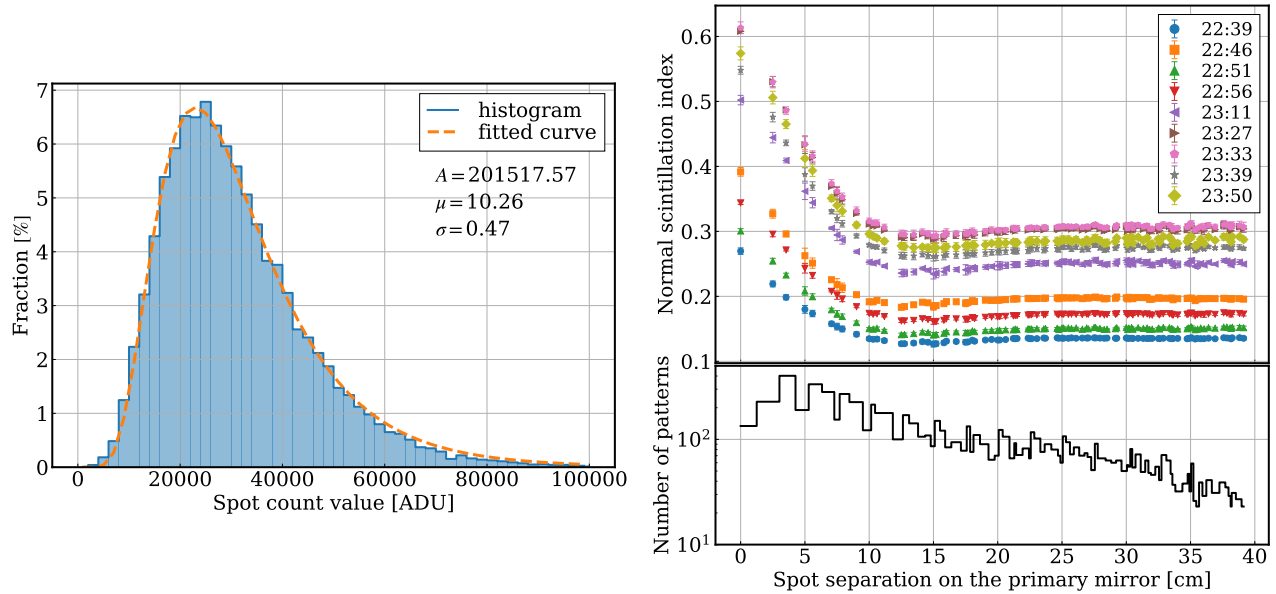 7
6
5
4
3
2
1
0
Fraction [%]
histogram
fitted curve
A=201517.57
μ=10.26
σ=0.47
0 20000 40000 60000 80000 100000
Spot count value [ADU]
0.6
0.5
0.4
0.3
0.2
0.1
Normal scintillation index
22:39
22:46
22:51
22:56
23:11
23:27
23:33
23:39
23:50
10²
10¹
Number of patterns
0 5 10 15 20 25 30 35 40
Spot separation on the primary mirror [cm]